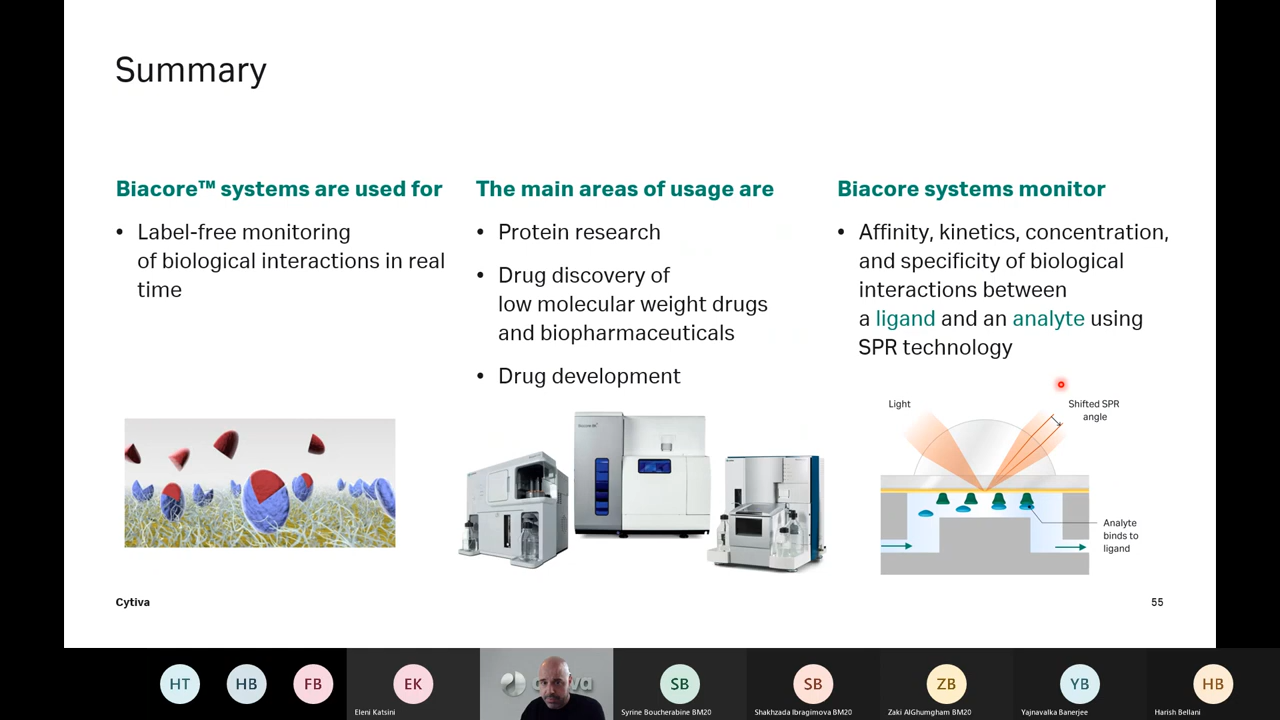 Summary
Biacore™ systems are used for
• Label-free monitoring
of biological interactions in real
time
The main areas of usage are
• Protein research
• Drug discovery of
low molecular weight drugs
and biopharmaceuticals
• Drug development
Biacore systems monitor
• Affinity, kinetics, concentration,
and specificity of biological
interactions between
a ligand and an analyte using
SPR technology
Light
Shifted SPR
angle
Analyte
binds to
ligand
Cytiva
55
HT
HB
FB
EK
Eleni Katsini
SB
Syrine Boucherabine BM20
SB
Shakhzada Ibragimova BM20
ZB
Zaki AlGhumgham BM20
YB
Yajnavalka Banerjee
HB
Harish Bellani